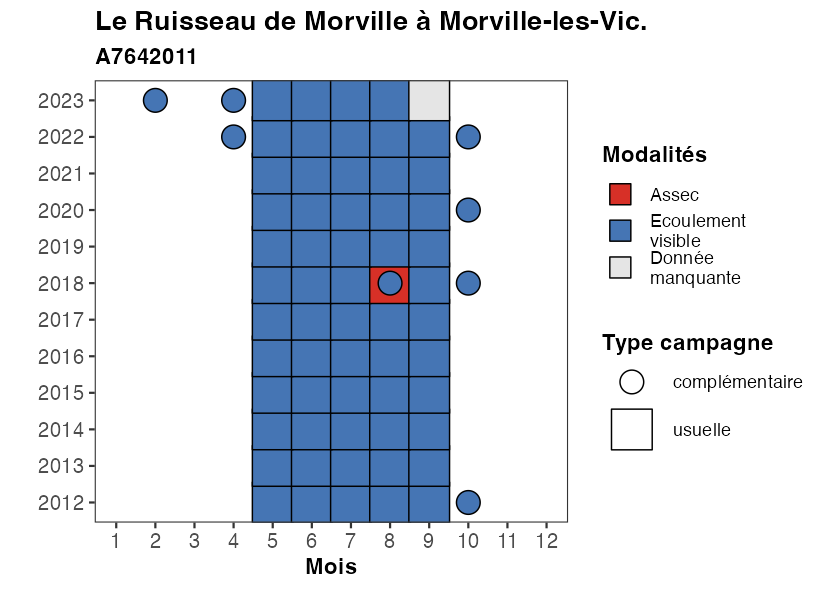 Le Ruisseau de Morville à Morville-les-Vic.
A7642011
2023
2022
2021
2020
2019
2018
2017
2016
2015
2014
2013
2012
1 2 3 4 5 6 7 8 9 10 11 12
Mois
Modalités
Assec
Ecoulement
visible
Donnée
manquante
Type campagne
complémentaire
usuelle